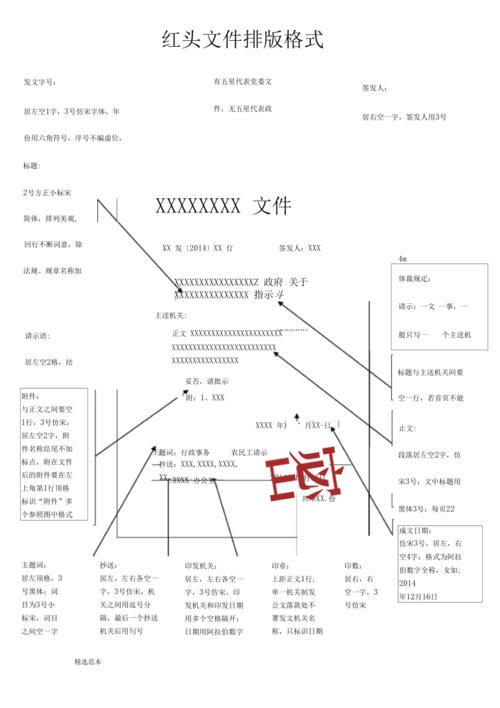 红头文件排版格式
发文字号:
居左空1字，3号仿宋字体，年
份用六角符号，序号不编虚位，
有五星代表党委文
件，无五星代表政
签发人:
居右空一字，签发人用3号
标题:
2号方正小标宋
简体，排列美观，
回行不断词意，除
法规、规章名称加
XXXXXXXX 文件
XX 发〔2014〕XX 仃
签发人: XXX
XXXXXXXXXXXXXXXXZ 政府 关于
XXXXXXXXXXXXXXX 指示
4m
体裁规定:
请示: 一文 一事，一
般只写一 个主送机
主送机关:
正文 XXXXXXXXXXXXXXXXXXXXXX
XXXXXXXXXXXXXXXXXXXXXXXXX
XXXXXXXXXXXXXXXX
请示语:
居左空2格，结
标题与主送机关间要
空一行，若首页不能
妥否，请批示
附: 1、XXX
附件:
与正文之间要空
1行，3号仿宋，
居左空2字，附
件名称结尾不加
标点，附在文件
后的附件要在左
上角第1行顶格
标识“附件”多
个参照图中格式
XXXX 年 月XX 日
止文:
段落居左空2字，仿
宋3号; 文中标题用
黑体3号; 每页22
主题词: 行政事务 农民工请示
抄送: XXX, XXXX, XXXX,
XX XXXX 办公室
共印XX.份
成文日期:
仿宋3号，居左，右
空4字; 格式为阿拉
伯数字全称，女如:
2014
年12月16日
主题词:
居左顶格，3
号黑体; 词
目为3号小
标宋，词目
之间空一字
抄送:
居左，左右各空一
字，3号仿宋，机
关之间用逗号分
隔，最后一个抄送
机关后用句号
印发机关:
居左，左右各空一
字，3号仿宋，印
发机关和印发日期
用多个空格隔开;
日期用阿拉伯数字
印章:
上距正文1行，
单一机关制发
公文落款处不
署发文机关名
称，只标识日期
印数:
居右，右
空一字，3
号仿宋
精选范本